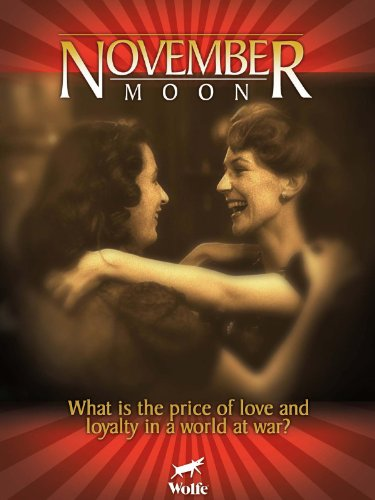 NOVEMBER
MOON
What is the price of love and
loyalty in a world at war?
Wolfe